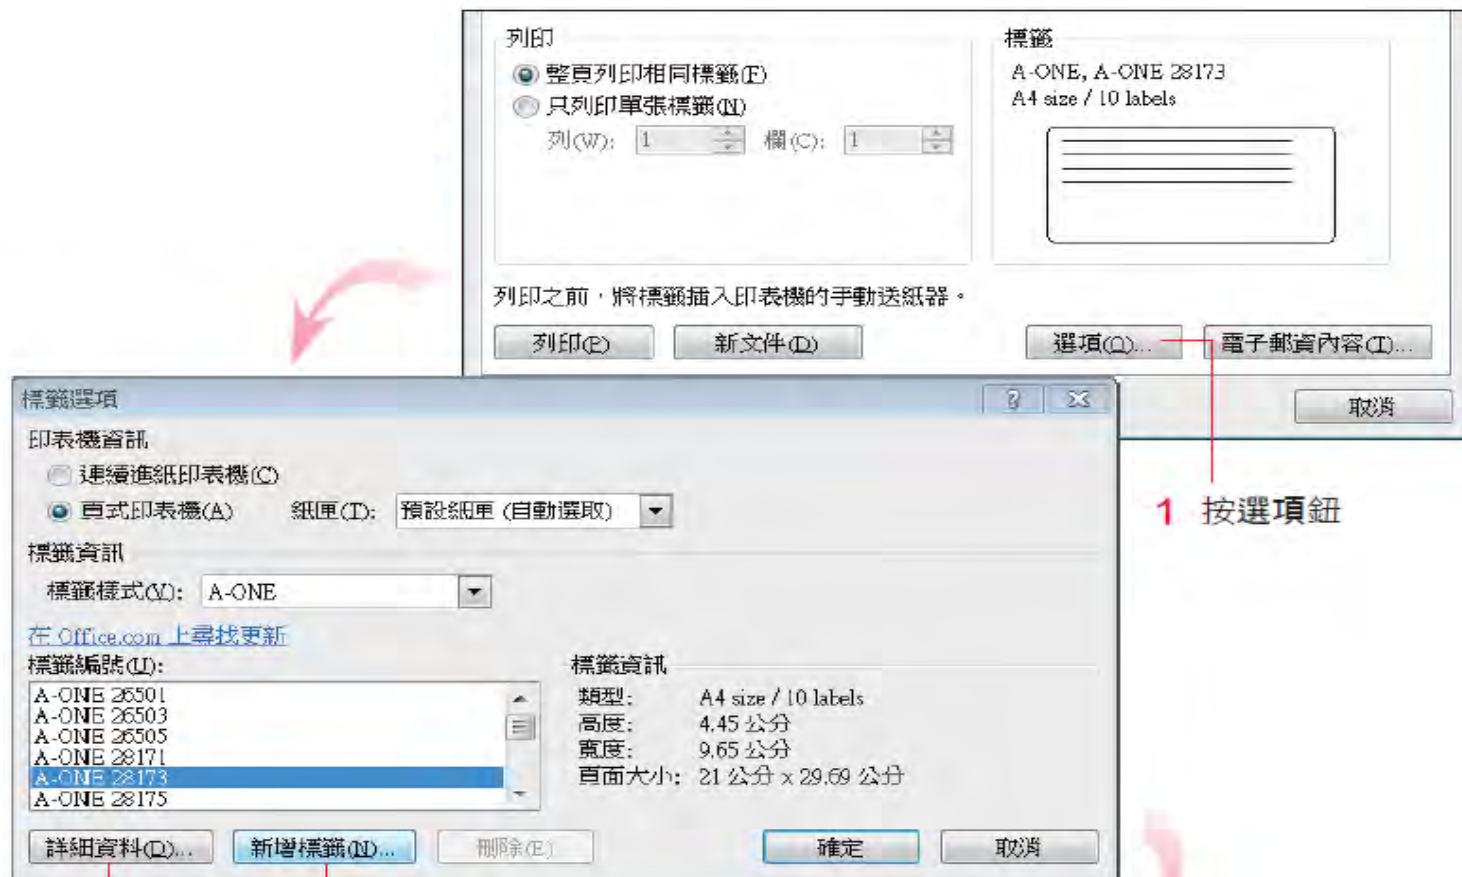 列印
整頁列印相同標籤(F)
只列印單張標籤(N)
列(W): 1 欄(C): 1
標籤
A-ONE, A-ONE 28173
A4 size / 10 labels
列印之前，將標籤插入印表機的手動送紙器。
列印(P) 新文件(D) 選項(O)... 電子郵資內容(I)...
取消
1 按選項鈕
標籤選項
印表機資訊
連續進紙印表機(C)
頁式印表機(A) 紙匣(T): 預設紙匣 (自動選取)
標籤資訊
標籤樣式(V): A-ONE
在 Office.com 上尋找更新
標籤編號(U):
A-ONE 26501
A-ONE 26503
A-ONE 26505
A-ONE 28171
A-ONE 28173
A-ONE 28175
標籤資訊
類型: A4 size / 10 labels
高度: 4.45 公分
寬度: 9.65 公分
頁面大小: 21 公分 x 29.69 公分
詳細資料(D)... 新增標籤(N)... 刪除(E) 確定 取消